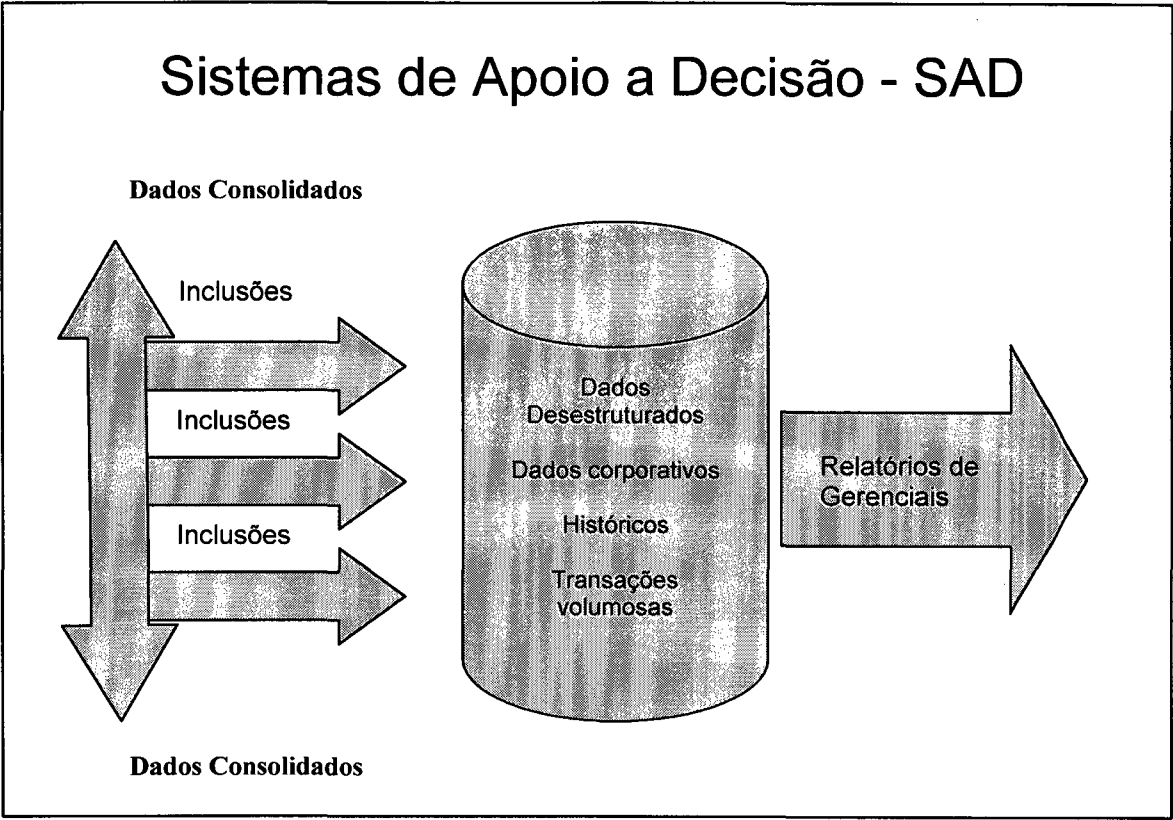 Sistemas de Apoio a Decisão - SAD
Dados Consolidados
Inclusões
Inclusões
Inclusões
Dados
Desestruturados
Dados corporativos
Históricos
Transações
volumosas
Relatórios de
Gerenciais
Dados Consolidados